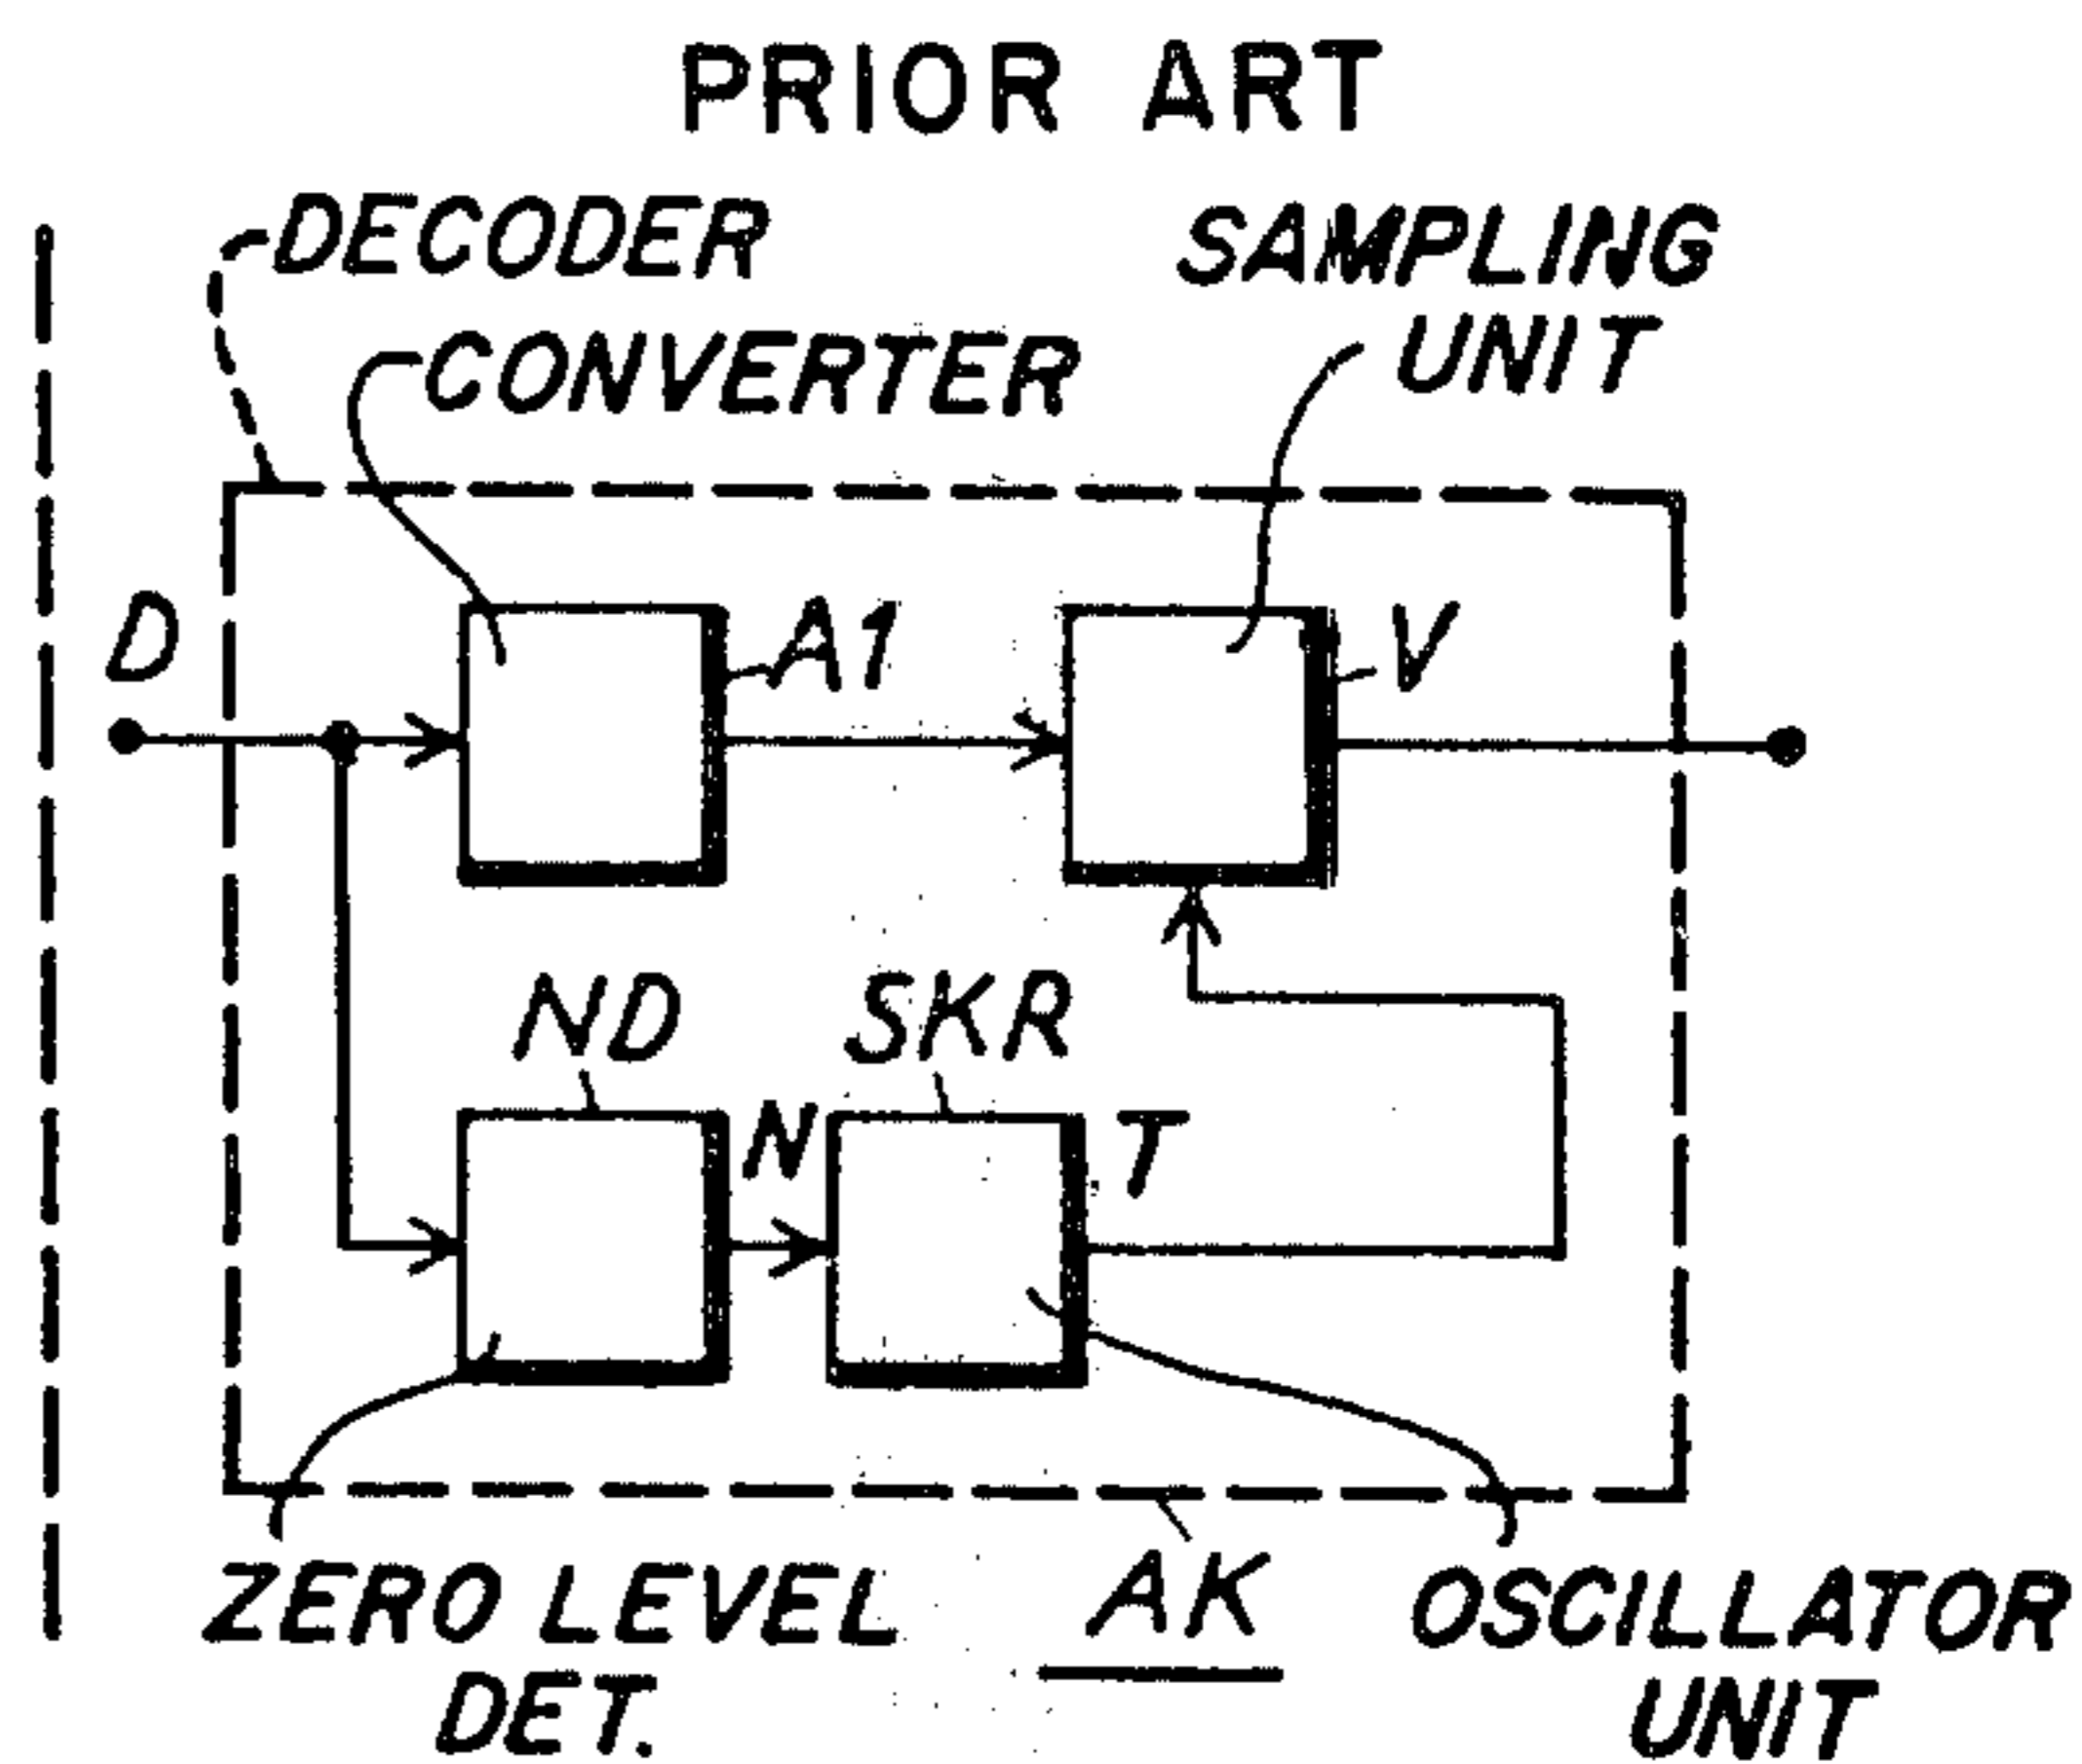 PRIOR ART
DECODER
CONVERTER
SAMPLING
UNIT
D
A1
V
ND
SKR
N
T
ZERO LEVEL
DET.
AK
OSCILLATOR
UNIT